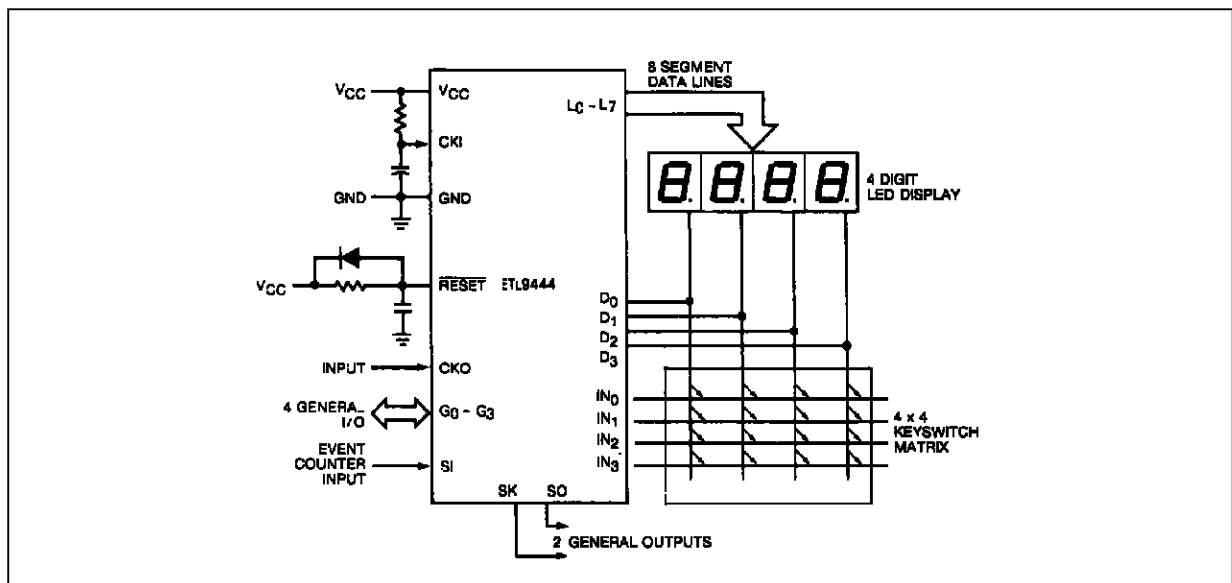 8 SEGMENT
DATA LINES
VCC
VCC
L0 - L7
CKI
4 DIGIT
LED DISPLAY
GND
GND
VCC
RESET
ETL9444
D0
D1
D2
D3
INPUT
CKO
IN0
4 GENERA_
I/O
G0 - G3
IN1
4 x 4
KEYSWITCH
MATRIX
IN2
EVENT
COUNTER
INPUT
SI
IN3
SK
SO
2 GENERAL OUTPUTS